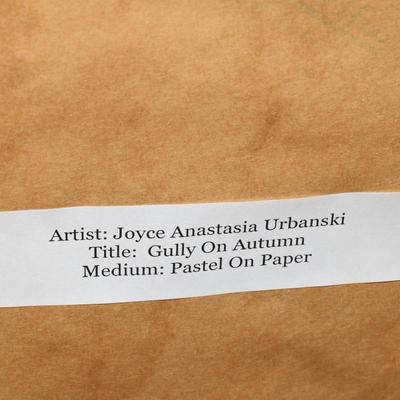 Artist: Joyce Anastasia Urbanski
Title: Gully On Autumn
Medium: Pastel On Paper